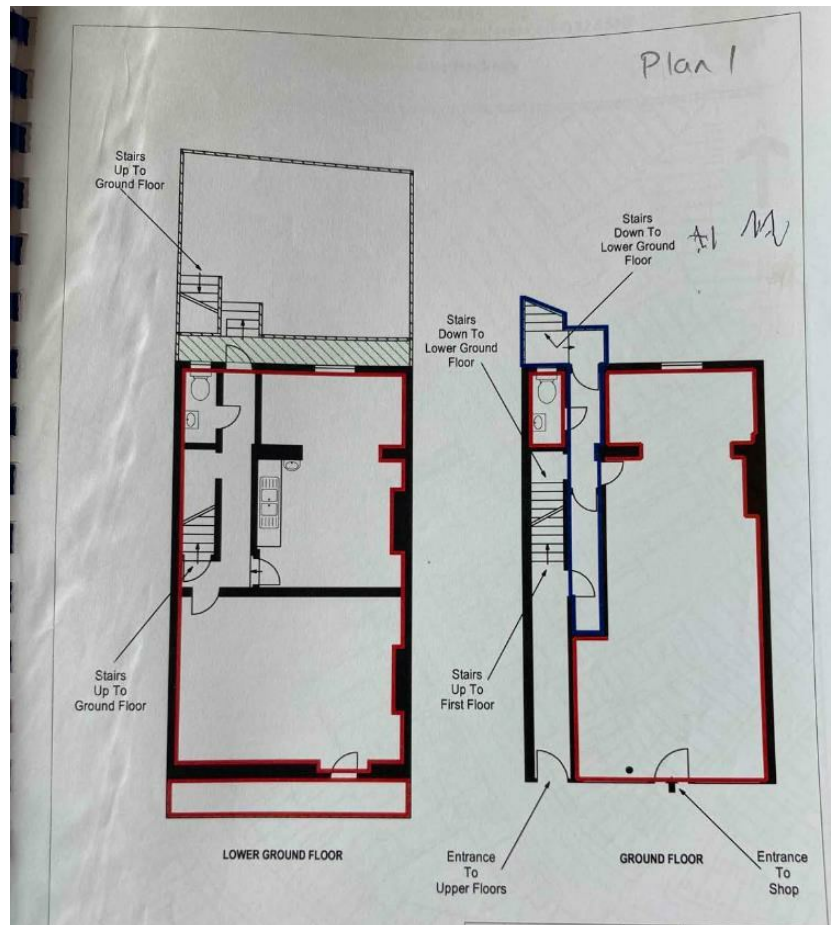 Plan 1
Stairs
Up To
Ground Floor
Stairs
Down To
Lower Ground
Floor
Stairs
Down To
Lower Ground
Floor
Stairs
Up To
Ground Floor
Stairs
Up To
First Floor
LOWER GROUND FLOOR
Entrance
To
Upper Floors
GROUND FLOOR
Entrance
To
Shop